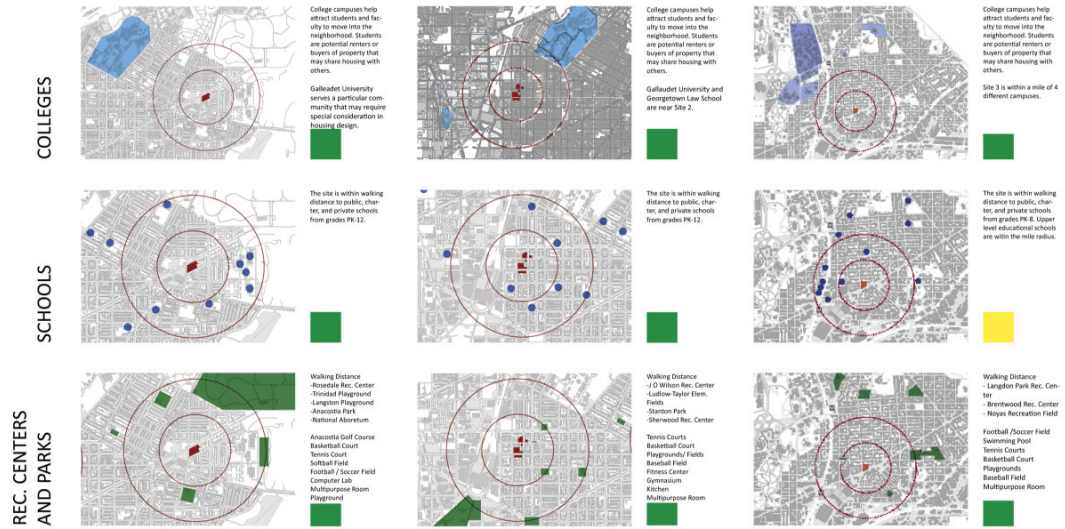 COLLEGES
College campuses help
attract students and fac-
ulty to move into the
neighborhood. Students
are potential renters or
buyers of property that
may share housing with
others.
Galleadet University
serves a particular com-
munity that may require
special consideration in
housing design.
College campuses help
attract students and fac-
ulty to move into the
neighborhood. Students
are potential renters or
buyers of property that
may share housing with
others.
Gallaudet University and
Georgetown Law School
are near Site 2.
College campuses help
attract students and fac-
ulty to move into the
neighborhood. Students
are potential renters or
buyers of property that
may share housing with
others.
Site 3 is within a mile of 4
different campuses.
SCHOOLS
The site is within walking
distance to public, char-
ter, and private schools
from grades PK-12.
The site is within walking
distance to public, char-
ter, and private schools
from grades PK-12.
The site is within walking
distance to public, char-
ter, and private schools
from grades PK-8. Upper
level educational schools
are witin the mile radius.
REC. CENTERS
AND PARKS
Walking Distance
-Rosedale Rec. Center
-Trinidad Playground
-Langston Playground
-Anacostia Park
-National Aboretum
Anacostia Golf Course
Basketball Court
Tennis Court
Softball Field
Football / Soccer Field
Computer Lab
Multipurpose Room
Playground
Walking Distance
-J O Wilson Rec. Center
-Ludlow-Taylor Elem.
Fields
-Stanton Park
-Sherwood Rec. Center
Tennis Courts
Basketball Court
Playgrounds/ Fields
Baseball Field
Fitness Center
Gymnasium
Kitchen
Multipurpose Room
Walking Distance
- Langdon Park Rec. Cen-
ter
- Brentwood Rec. Center
- Noyas Recreation Field
Football /Soccer Field
Swimming Pool
Tennis Courts
Basketball Court
Playgrounds
Baseball Field
Multipurpose Room